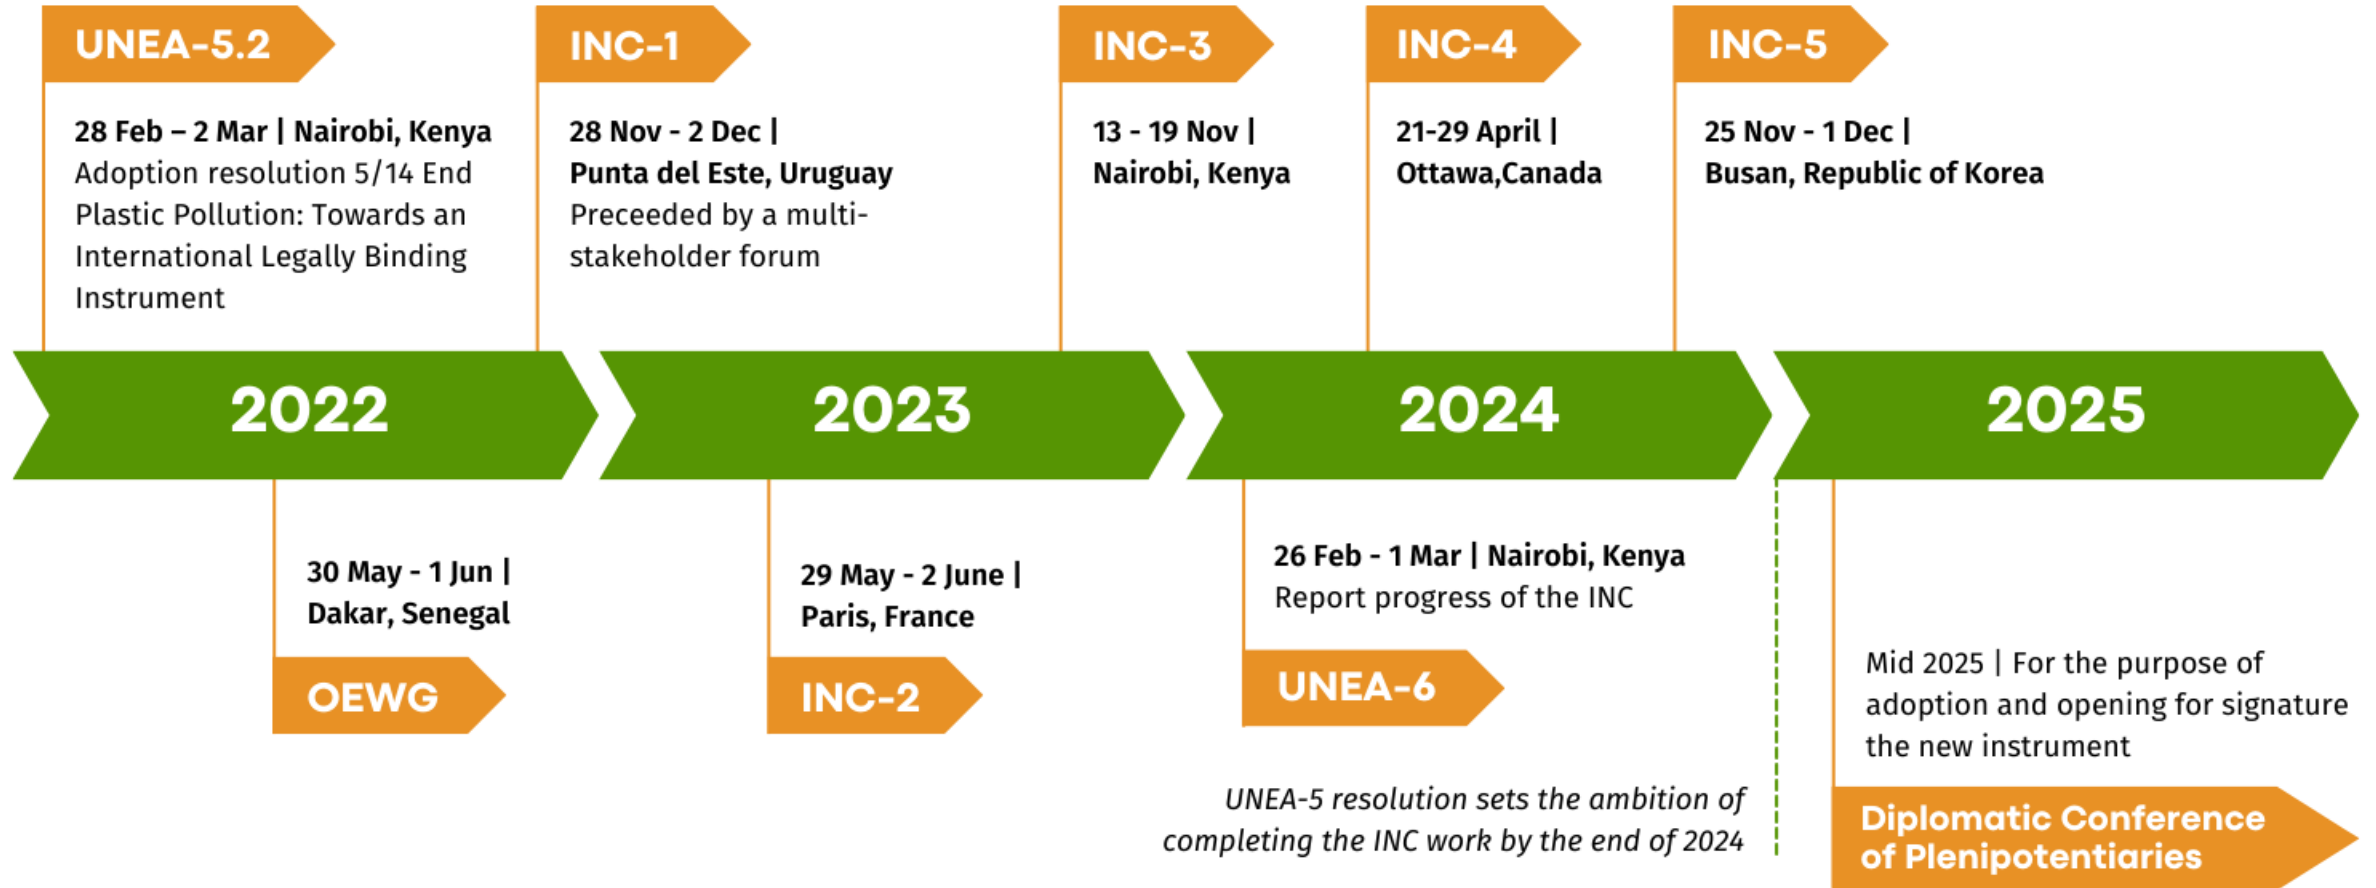 UNEA-5.2
28 Feb – 2 Mar | Nairobi, Kenya
Adoption resolution 5/14 End
Plastic Pollution: Towards an
International Legally Binding
Instrument
INC-1
28 Nov - 2 Dec |
Punta del Este, Uruguay
Preceeded by a multi-
stakeholder forum
INC-3
13 - 19 Nov |
Nairobi, Kenya
INC-4
21-29 April |
Ottawa,Canada
INC-5
25 Nov - 1 Dec |
Busan, Republic of Korea
2022
2023
2024
2025
30 May - 1 Jun |
Dakar, Senegal
OEWG
29 May - 2 June |
Paris, France
INC-2
26 Feb - 1 Mar | Nairobi, Kenya
Report progress of the INC
UNEA-6
UNEA-5 resolution sets the ambition of
completing the INC work by the end of 2024
Mid 2025 | For the purpose of
adoption and opening for signature
the new instrument
Diplomatic Conference
of Plenipotentiaries